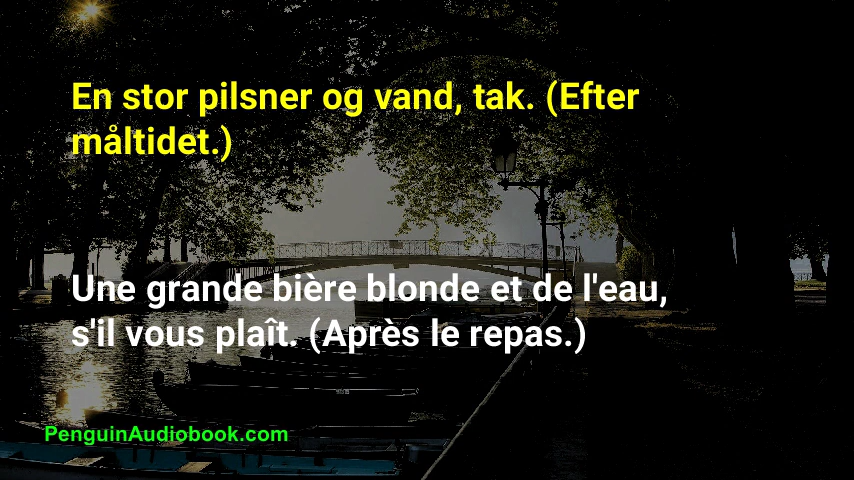 En stor pilsner og vand, tak. (Efter
måltidet.)
Une grande bière blonde et de l'eau,
s'il vous plaît. (Après le repas.)
PenguinAudiobook.com